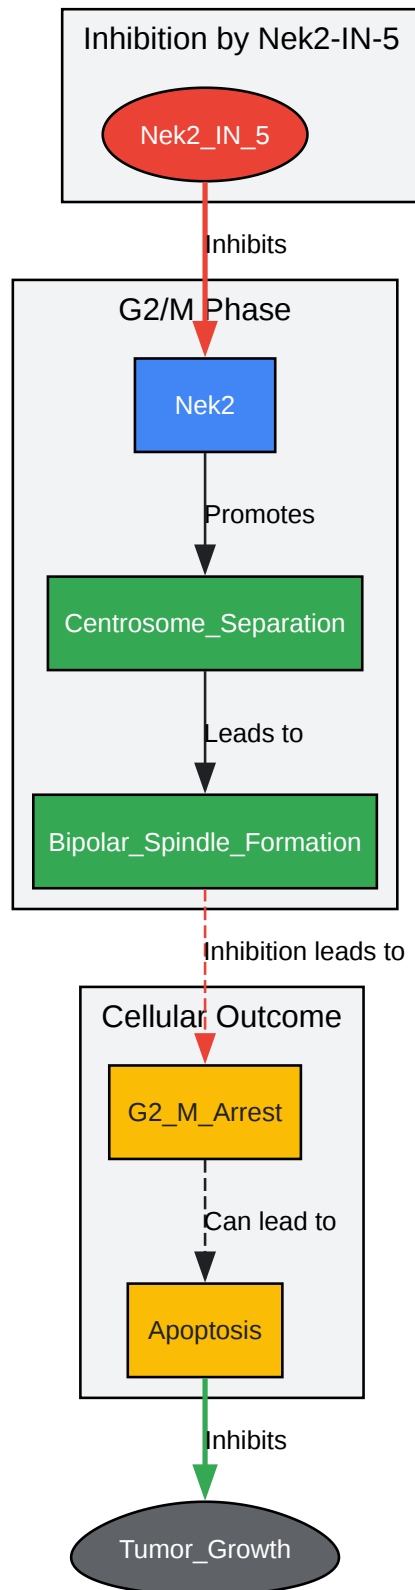 Inhibition by Nek2-IN-5
Nek2_IN_5
Inhibits
G2/M Phase
Nek2
Promotes
Centrosome_Separation
Leads to
Bipolar_Spindle_Formation
Inhibition leads to
Cellular Outcome
G2_M_Arrest
Can lead to
Apoptosis
Inhibits
Tumor_Growth